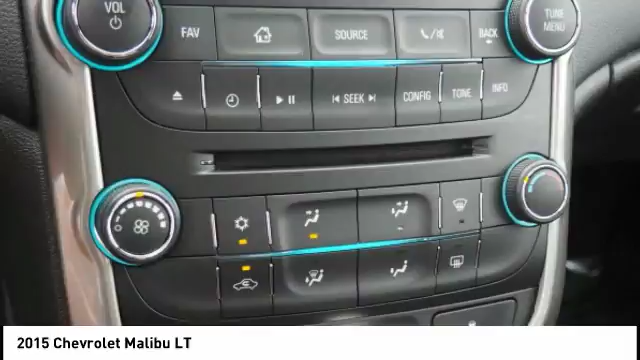 VOL
FAV
SOURCE
BACK
TUNE
MENU
SEEK
CONFIG
TONE
INFO
2015 Chevrolet Malibu LT